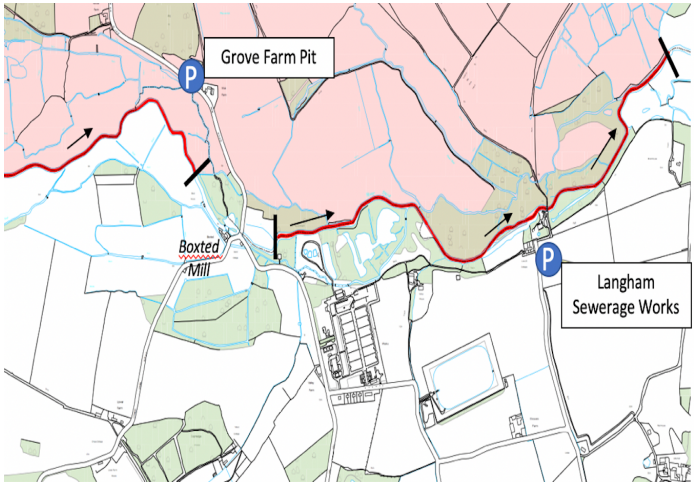 Grove Farm Pit
P
Boxted
Mill
P
Langham
Sewerage Works